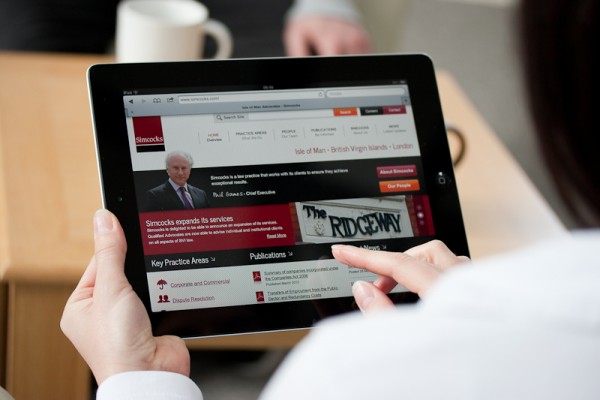 iPad
www.simcocks.com
Google
Isle of Man Advocates - Simcocks
Simcocks
Search Site:
Search
Careers
Contact
HOME
PRACTICE AREAS
PEOPLE
PUBLICATIONS
NEWS
Isle of Man • British Virgin Islands • London
Simcocks is a law practice that works with its clients to ensure they achieve
exceptional results.
- Chief Executive
About Simcocks
Our People
Simcocks expands its services
Simcocks is delighted to be able to announce an expansion of its services.
Qualified Advocates are now able to advise individual and institutional clients
on all aspects of BVI law.
Read More
The RIDGEWAY
Key Practice Areas
Publications
News
Corporate and Commercial
Dispute Resolution
Summary of companies incorporated under
the Companies Act 2006
Transfers of Employment from the Public
Sector and Redundancy Costs